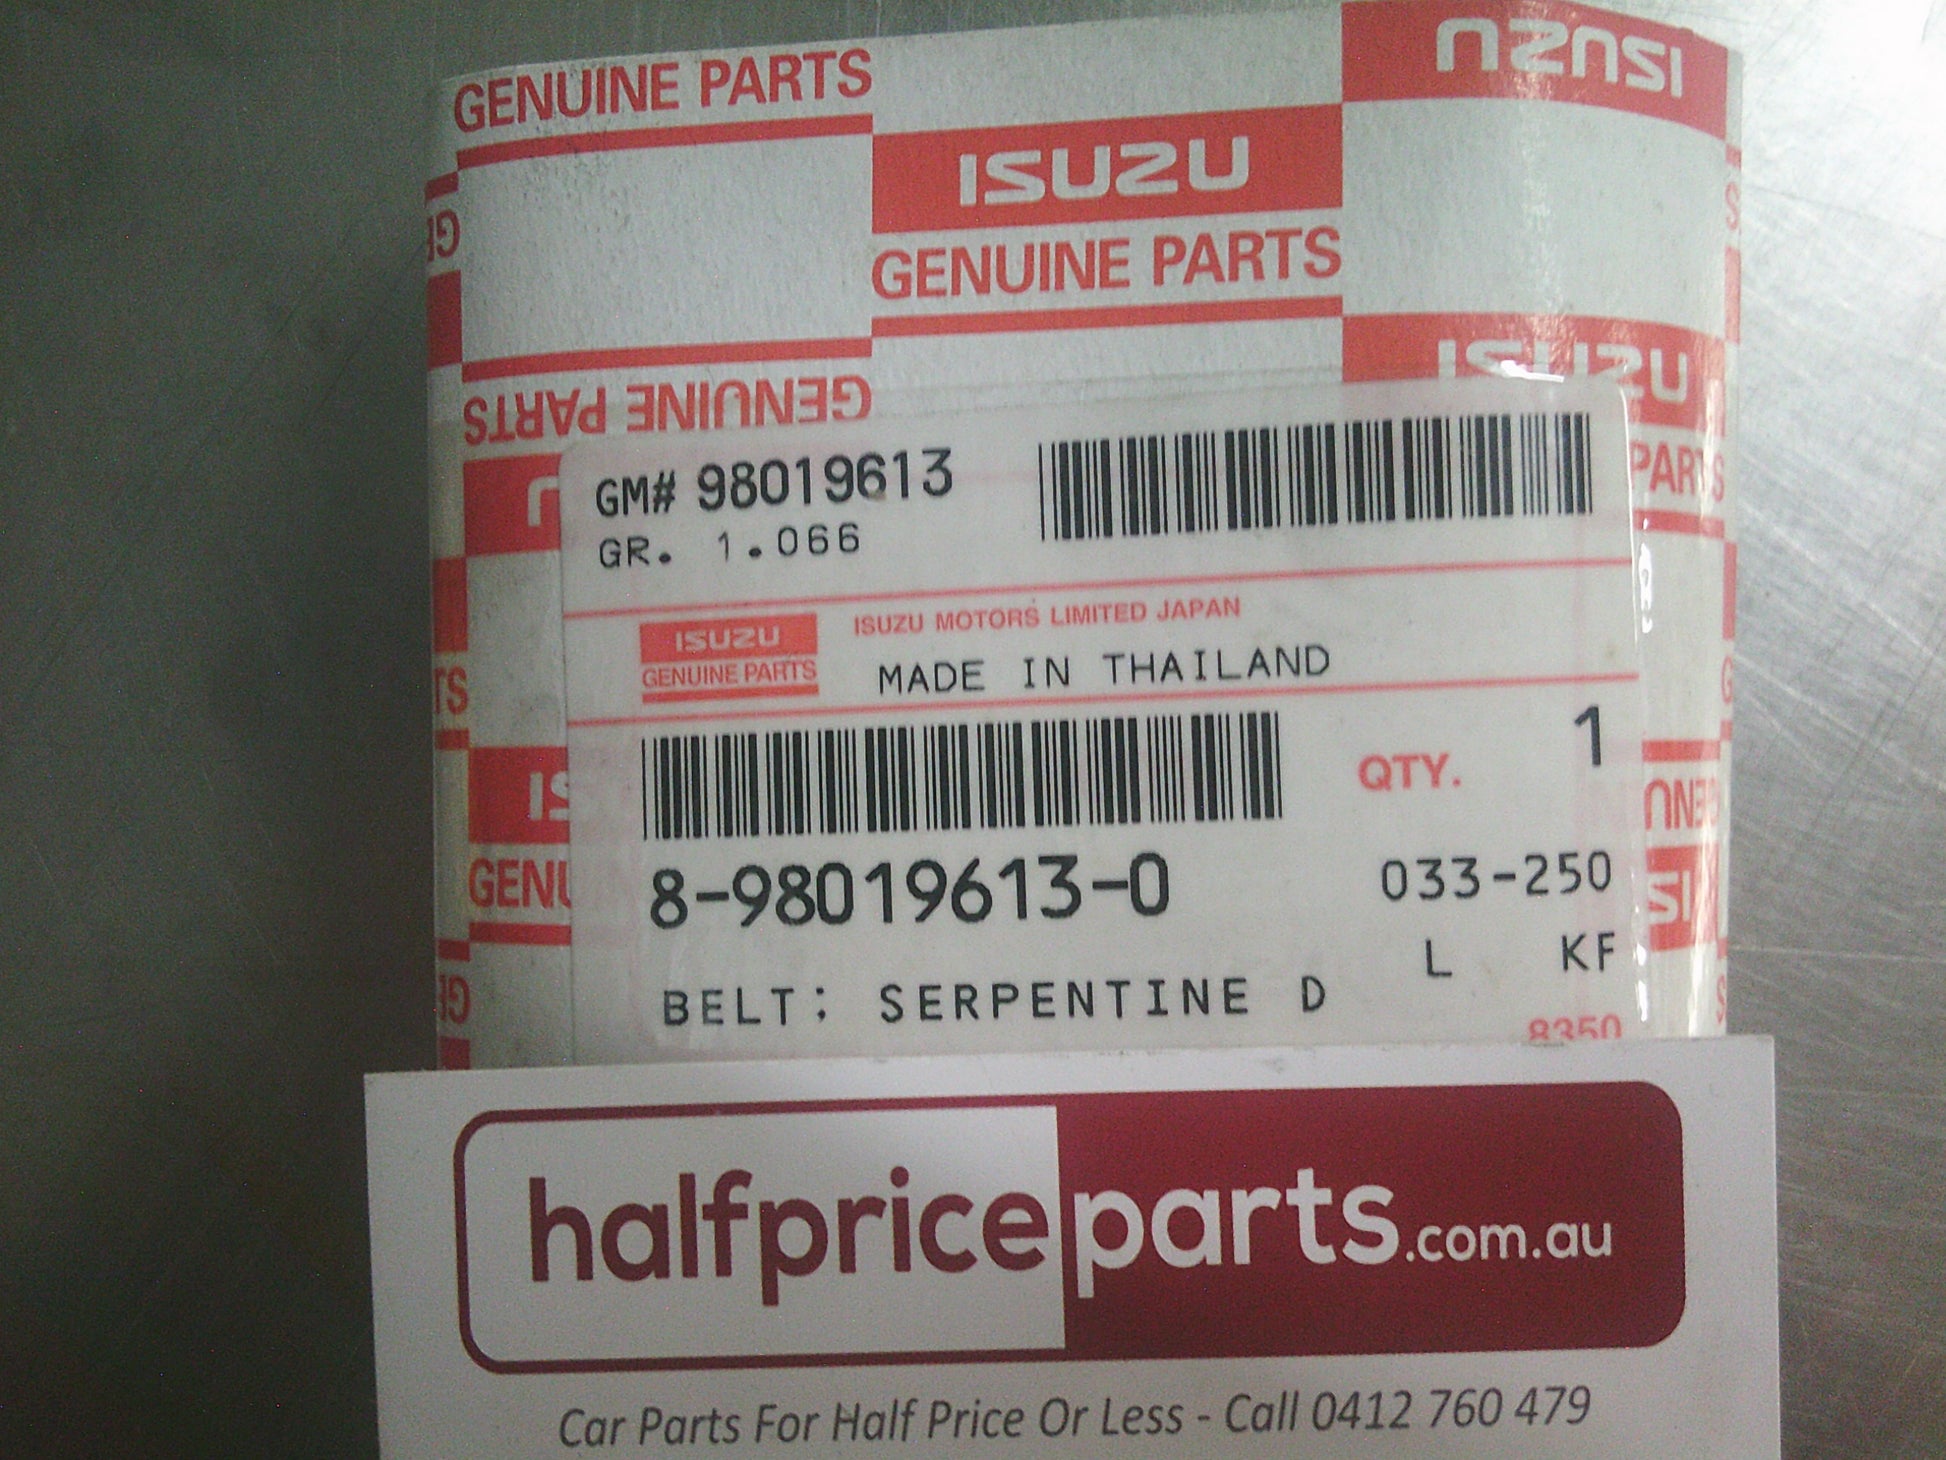 GENUINE PARTS
ISUZU
ISUZU
GENUINE PARTS
ISUZU
GENUINE PARTS
PARTS
GM# 98019613
GR. 1.066
ISUZU
GENUINE PARTS
ISUZU MOTORS LIMITED JAPAN
MADE IN THAILAND
QTY. 1
8-98019613-0
033-250
L KF
BELT: SERPENTINE D
8350
halfpriceparts.com.au
Car Parts For Half Price Or Less - Call 0412 760 479